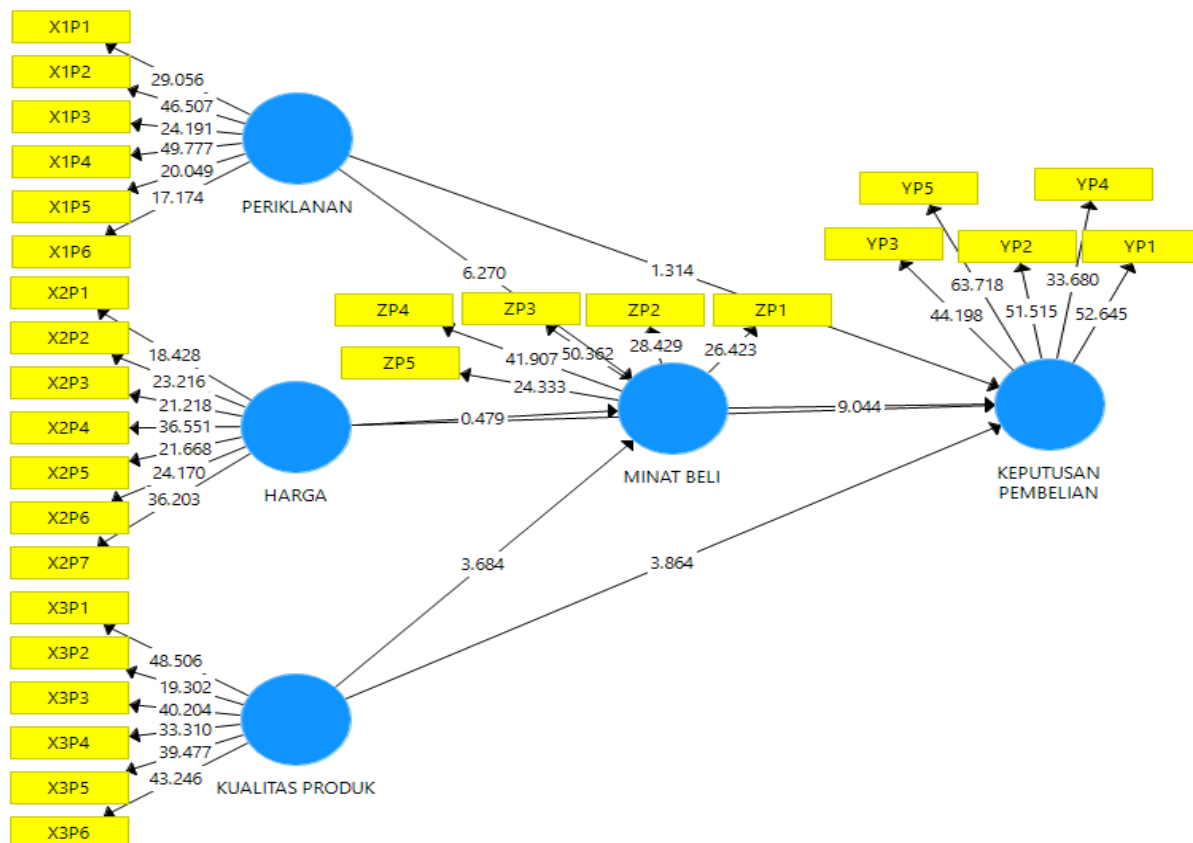 X1P1
X1P2
X1P3
X1P4
X1P5
X1P6
29.056
46.507
24.191
49.777
20.049
17.174
PERIKLANAN
X2P1
X2P2
X2P3
X2P4
X2P5
X2P6
X2P7
18.428
23.216
21.218
36.551
21.668
24.170
36.203
HARGA
X3P1
X3P2
X3P3
X3P4
X3P5
X3P6
48.506
19.302
40.204
33.310
39.477
43.246
KUALITAS PRODUK
6.270
1.314
0.479
9.044
3.684
3.864
ZP4
ZP3
ZP2
ZP1
ZP5
41.907
50.362
28.429
26.423
24.333
MINAT BELI
YP5
YP4
YP3
YP2
YP1
63.718
33.680
44.198
51.515
52.645
KEPUTUSAN
PEMBELIAN